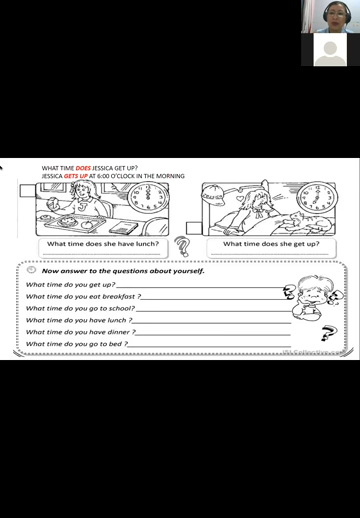 WHAT TIME DOES JESSICA GET UP?
JESSICA GETS UP AT 6:00 O'CLOCK IN THE MORNING
What time does she have lunch?
What time does she get up?
Now answer to the questions about yourself.
What time do you get up?
What time do you eat breakfast ?
What time do you go to school?
What time do you have lunch ?
What time do you have dinner ?
What time do you go to bed ?